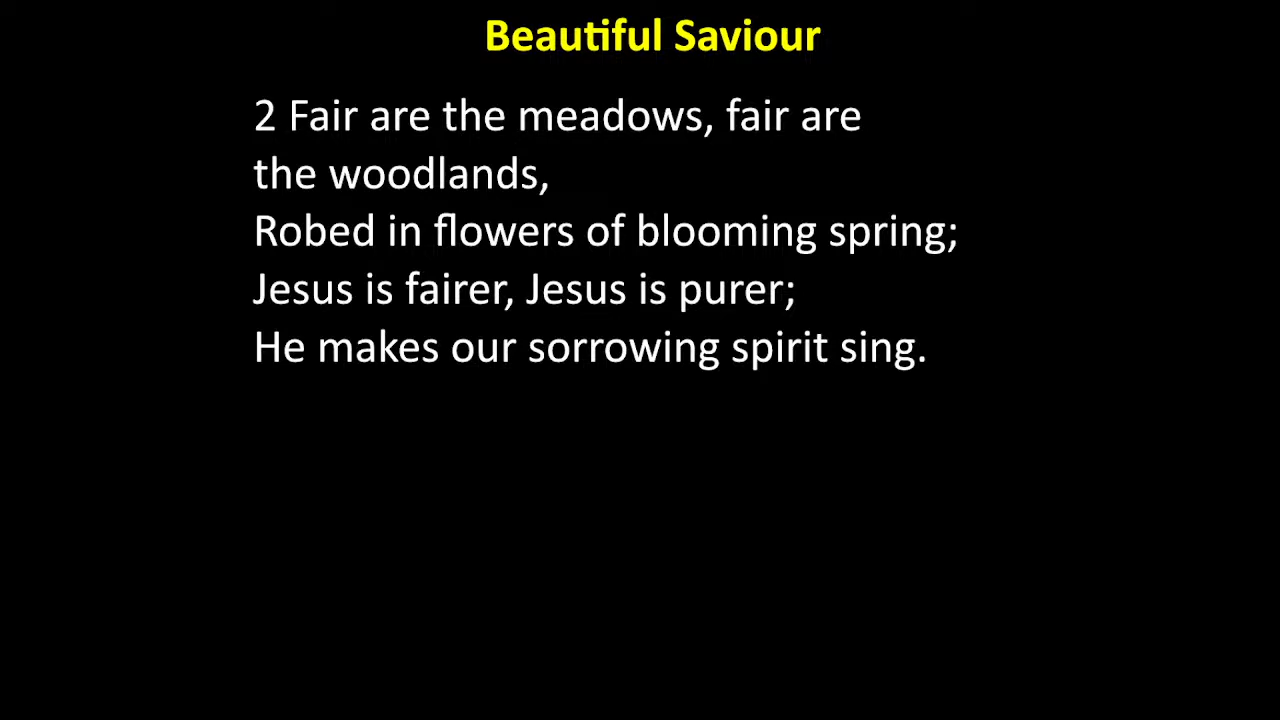 Beautiful Saviour
2 Fair are the meadows, fair are
the woodlands,
Robed in flowers of blooming spring;
Jesus is fairer, Jesus is purer;
He makes our sorrowing spirit sing.